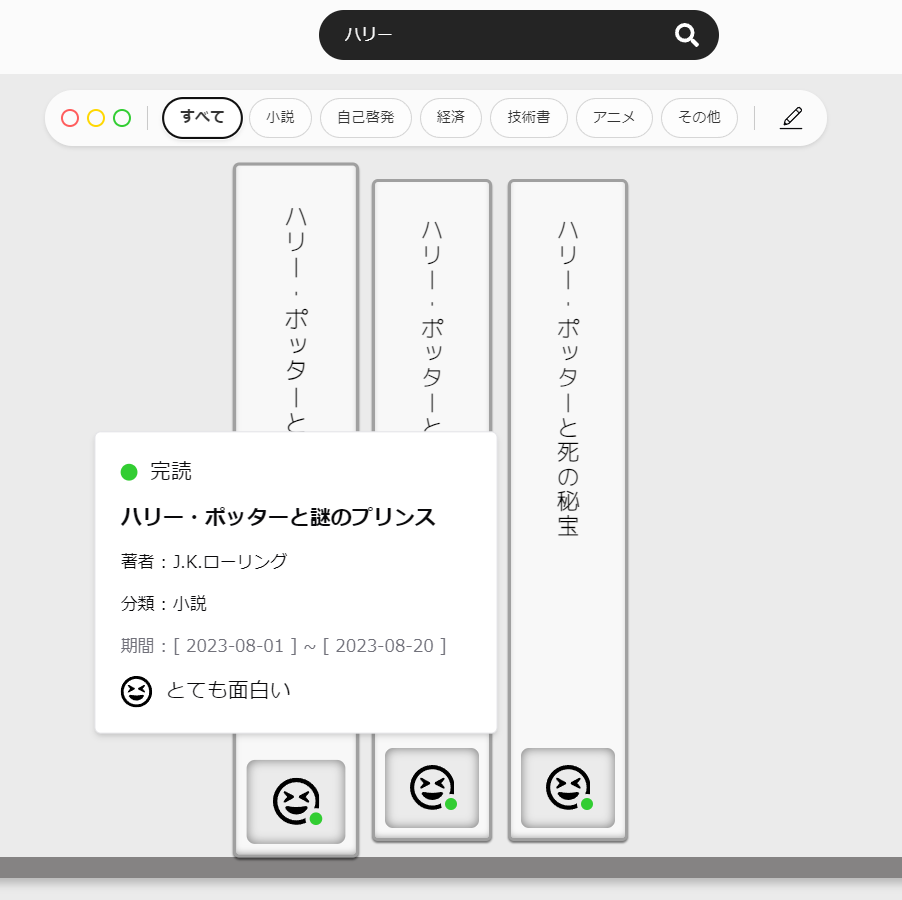 ハリー
すべて
小説
自己啓発
経済
技術書
アニメ
その他
ハリー・ポッターと
ハリー・ポッターと
ハリー・ポッターと死の秘宝
完読
ハリー・ポッターと謎のプリンス
著者：J.K.ローリング
分類：小説
期間：[ 2023-08-01 ] ~ [ 2023-08-20 ]
とても面白い